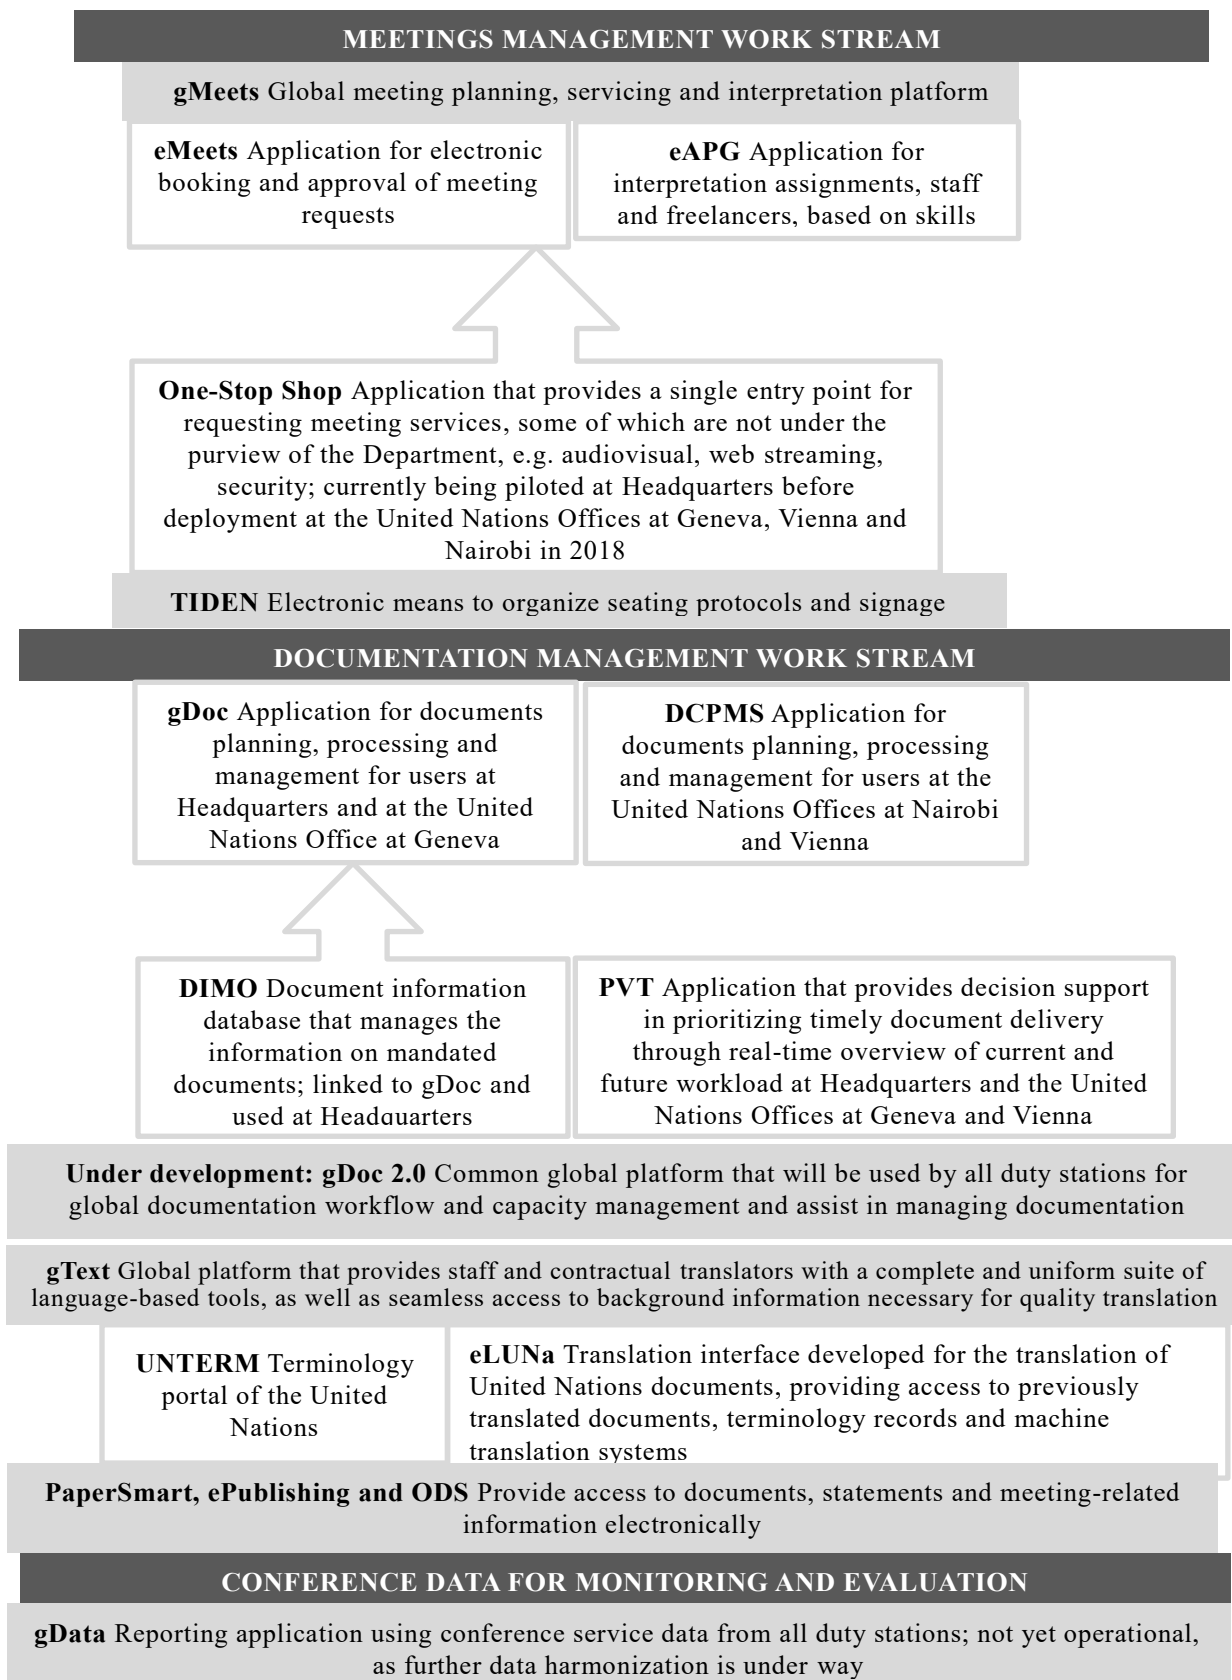 MEETINGS MANAGEMENT WORK STREAM
gMeets Global meeting planning, servicing and interpretation platform
eMeets Application for electronic
booking and approval of meeting
requests
eAPG Application for
interpretation assignments, staff
and freelancers, based on skills
One-Stop Shop Application that provides a single entry point for
requesting meeting services, some of which are not under the
purview of the Department, e.g. audiovisual, web streaming,
security; currently being piloted at Headquarters before
deployment at the United Nations Offices at Geneva, Vienna and
Nairobi in 2018
TIDEN Electronic means to organize seating protocols and signage
DOCUMENTATION MANAGEMENT WORK STREAM
gDoc Application for documents
planning, processing and
management for users at
Headquarters and at the United
Nations Office at Geneva
DCPMS Application for
documents planning, processing
and management for users at the
United Nations Offices at Nairobi
and Vienna
DIMO Document information
database that manages the
information on mandated
documents; linked to gDoc and
used at Headquarters
PVT Application that provides decision support
in prioritizing timely document delivery
through real-time overview of current and
future workload at Headquarters and the United
Nations Offices at Geneva and Vienna
Under development: gDoc 2.0 Common global platform that will be used by all duty stations for
global documentation workflow and capacity management and assist in managing documentation
gText Global platform that provides staff and contractual translators with a complete and uniform suite of
language-based tools, as well as seamless access to background information necessary for quality translation
UNTERM Terminology
portal of the United
Nations
eLUNa Translation interface developed for the translation of
United Nations documents, providing access to previously
translated documents, terminology records and machine
translation systems
PaperSmart, ePublishing and ODS Provide access to documents, statements and meeting-related
information electronically
CONFERENCE DATA FOR MONITORING AND EVALUATION
gData Reporting application using conference service data from all duty stations; not yet operational,
as further data harmonization is under way